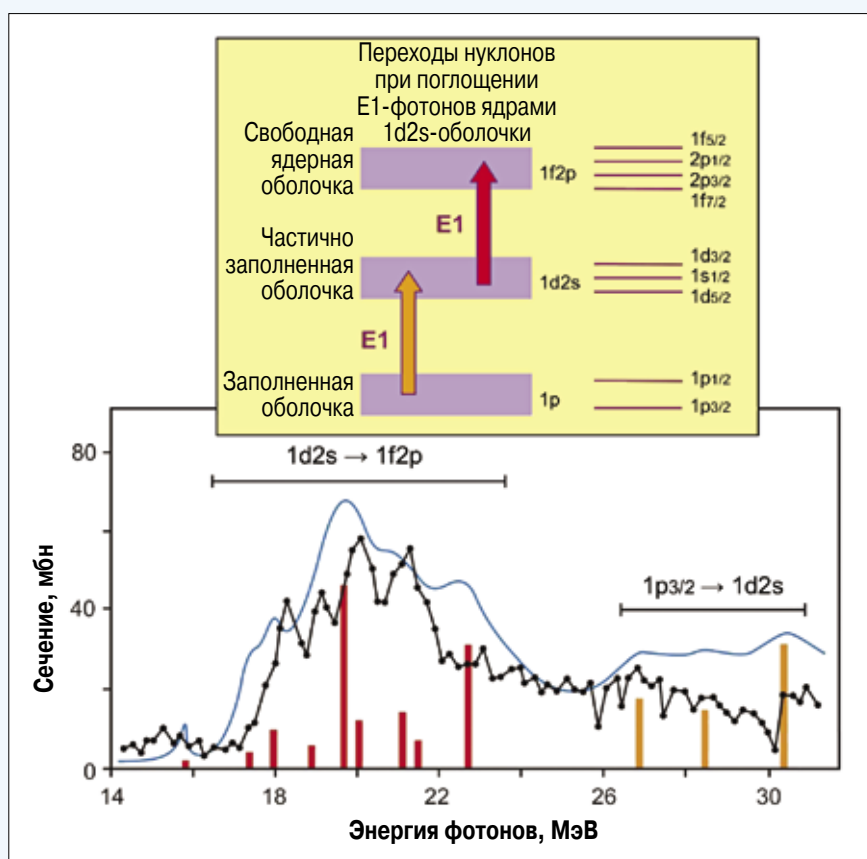 Переходы нуклонов
при поглощении
E1-фотонов ядрами
1d2s-оболочки
Свободная
ядерная
оболочка
1f2p
1f5/2
2p1/2
2p3/2
1f7/2
E1
Частично
заполненная
оболочка
1d2s
1d3/2
1s1/2
1d5/2
E1
Заполненная
оболочка
1p
1p1/2
1p3/2
80
1d2s → 1f2p
1p3/2 → 1d2s
40
Сечение, мбн
0
14 18 22 26 30
Энергия фотонов, МэВ